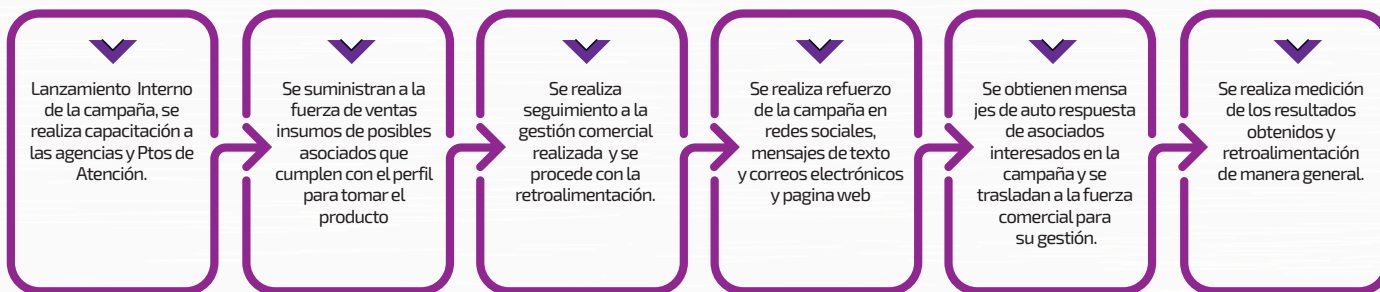 Lanzamiento Interno
de la campaña, se
realiza capacitación a
las agencias y Ptos de
Atención.
Se suministran a la
fuerza de ventas
insumos de posibles
asociados que
cumplen con el perfil
para tomar el
producto
Se realiza
seguimiento a la
gestión comercial
realizada y se
procede con la
retroalimentación.
Se realiza refuerzo
de la campaña en
redes sociales,
mensajes de texto
y correos electrónicos
y pagina web
Se obtienen mensa
jes de auto respuesta
de asociados
interesados en la
campaña y se
trasladan a la fuerza
comercial para
su gestión.
Se realiza medición
de los resultados
obtenidos y
retroalimentación
de manera general.